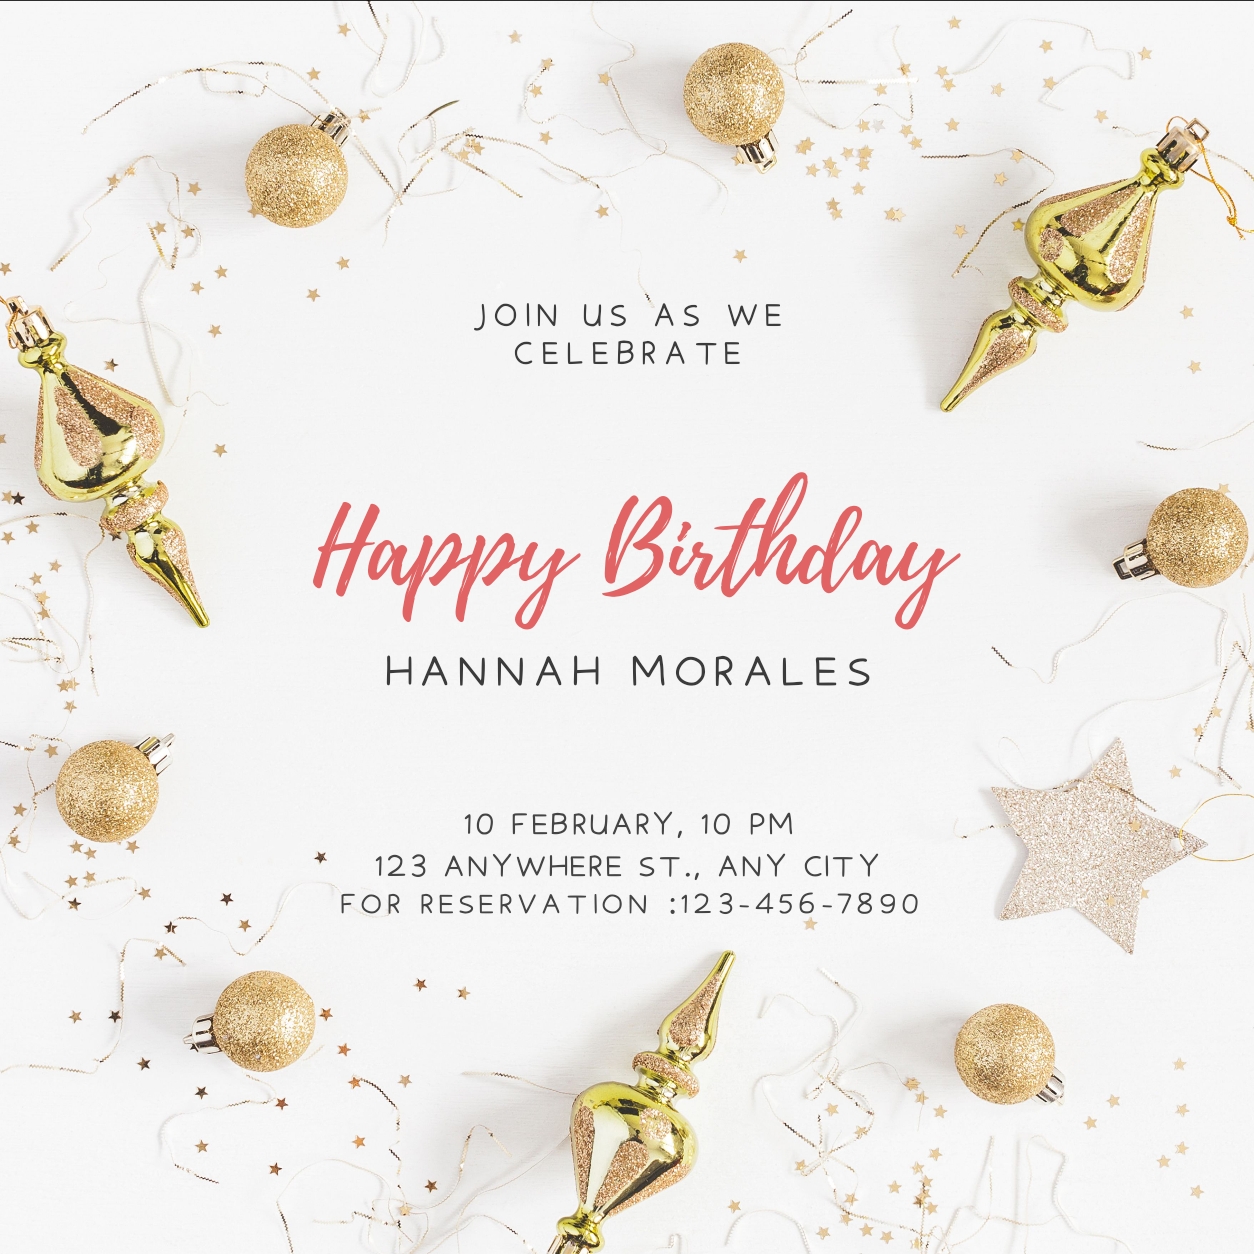 JOIN US AS WE
CELEBRATE
Happy Birthday
HANNAH MORALES
10 FEBRUARY, 10 PM
123 ANYWHERE ST., ANY CITY
FOR RESERVATION :123-456-7890